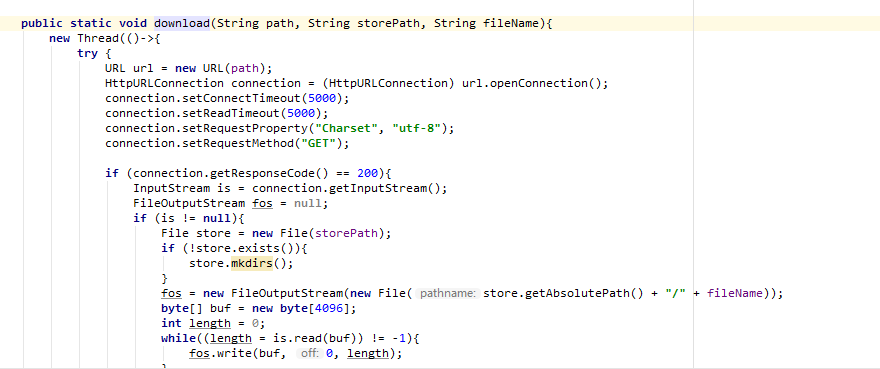 public static void download(String path, String storePath, String fileName){
new Thread(()->{
try {
URL url = new URL(path);
HttpURLConnection connection = (HttpURLConnection) url.openConnection();
connection.setConnectTimeout(5000);
connection.setReadTimeout(5000);
connection.setRequestProperty("Charset", "utf-8");
connection.setRequestMethod("GET");
if (connection.getResponseCode() == 200){
InputStream is = connection.getInputStream();
FileOutputStream fos = null;
if (is != null){
File store = new File(storePath);
if (!store.exists()){
store.mkdirs();
}
fos = new FileOutputStream(new File( pathname: store.getAbsolutePath() + "/" + fileName));
byte[] buf = new byte[4096];
int length = 0;
while((length = is.read(buf)) != -1){
fos.write(buf, off: 0, length);
}